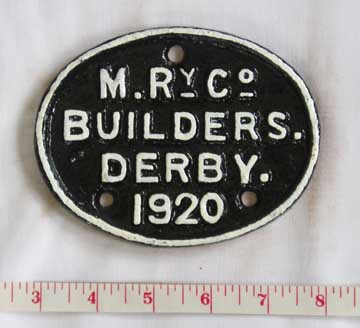 M. Rʸ Cº
BUILDERS.
DERBY.
1920
3 4 5 6 7 8